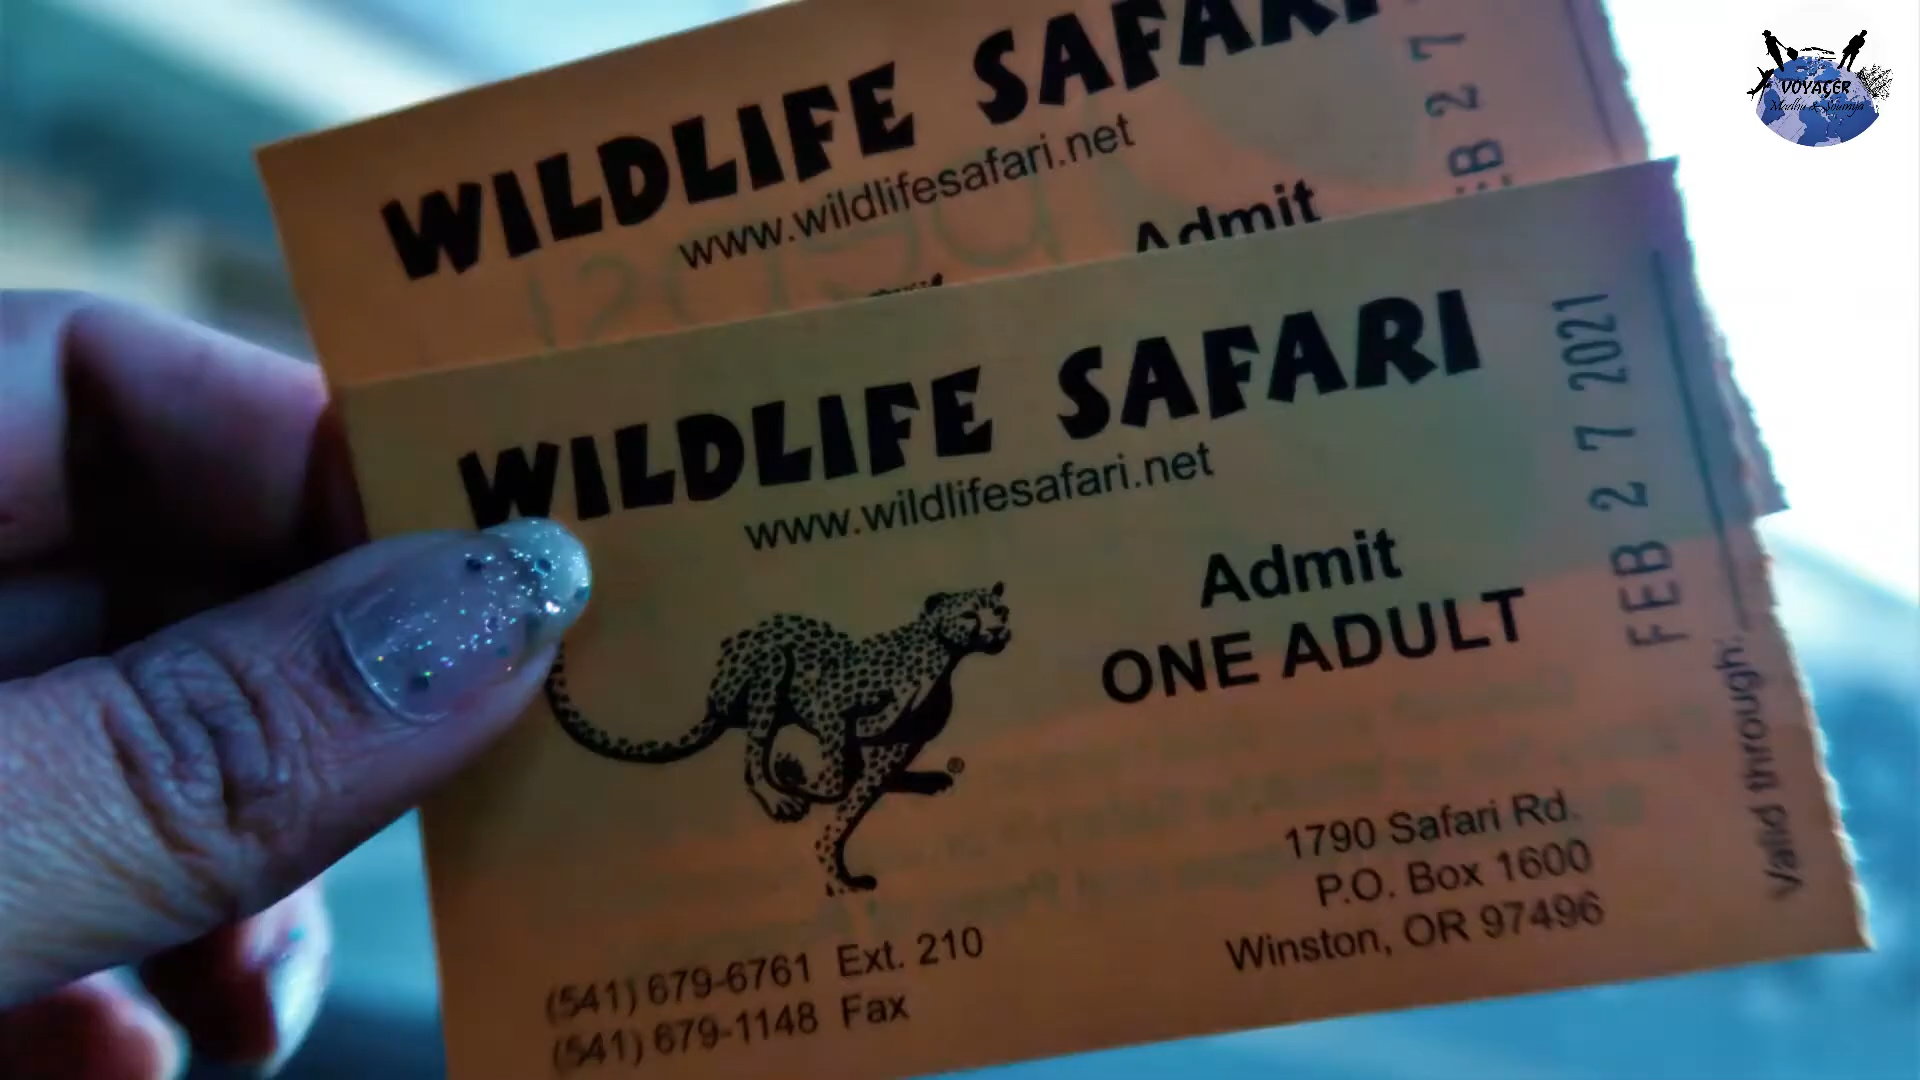 WILDLIFE SAFARI
www.wildlifesafari.net
Admit
FEB 27
WILDLIFE SAFARI
www.wildlifesafari.net
Admit
ONE ADULT
FEB 27 2021
Valid through:
®
1790 Safari Rd.
P.O. Box 1600
Winston, OR 97496
(541) 679-6761 Ext. 210
(541) 679-1148 Fax
VOYAGER
Madhu &